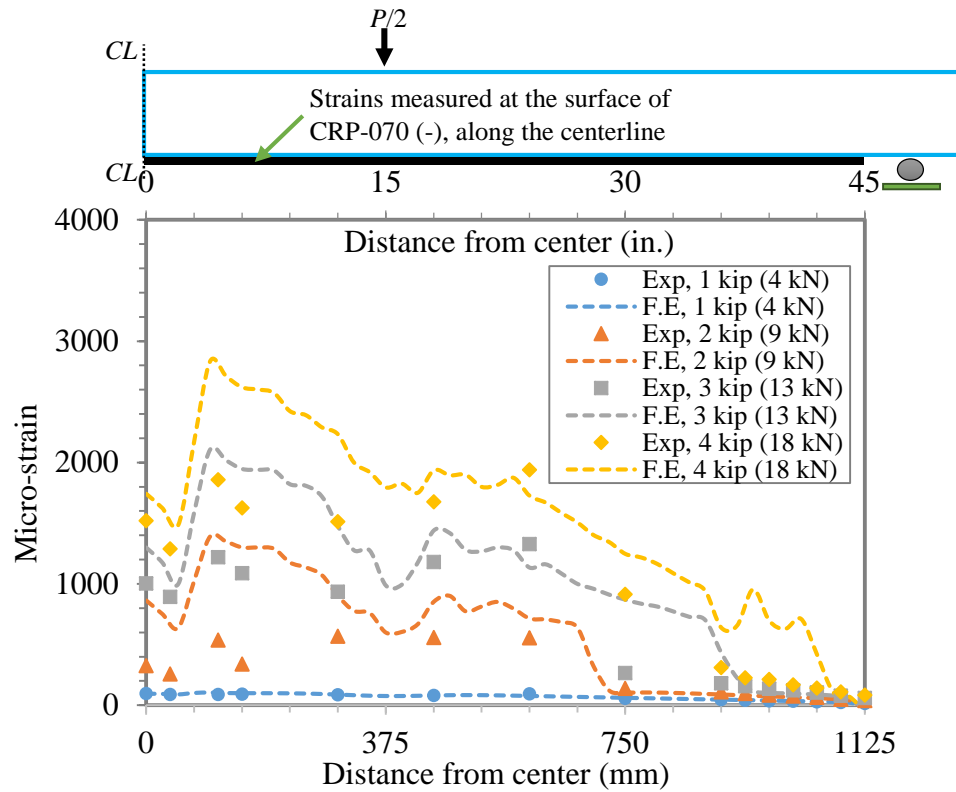 P/2
CL
Strains measured at the surface of
CRP-070 (-), along the centerline
CL
0 15 30 45
4000
Distance from center (in.)
Exp, 1 kip (4 kN)
F.E, 1 kip (4 kN)
Exp, 2 kip (9 kN)
F.E, 2 kip (9 kN)
Exp, 3 kip (13 kN)
F.E, 3 kip (13 kN)
Exp, 4 kip (18 kN)
F.E, 4 kip (18 kN)
3000
2000
1000
0
Micro-strain
0 375 750 1125
Distance from center (mm)